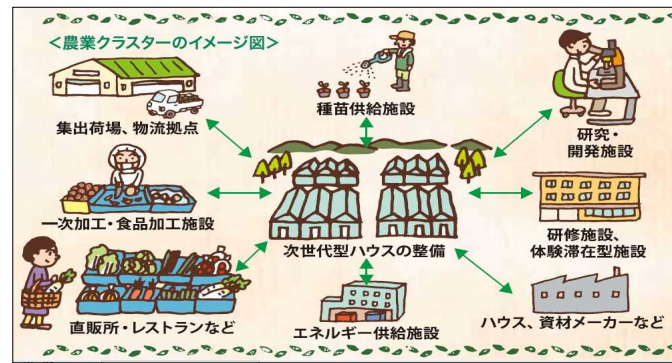 ＜農業クラスターのイメージ図＞
集出荷場、物流拠点
種苗供給施設
研究・
開発施設
一次加工・食品加工施設
次世代型ハウスの整備
研修施設、
体験滞在型施設
直販所・レストランなど
エネルギー供給施設
ハウス、資材メーカーなど